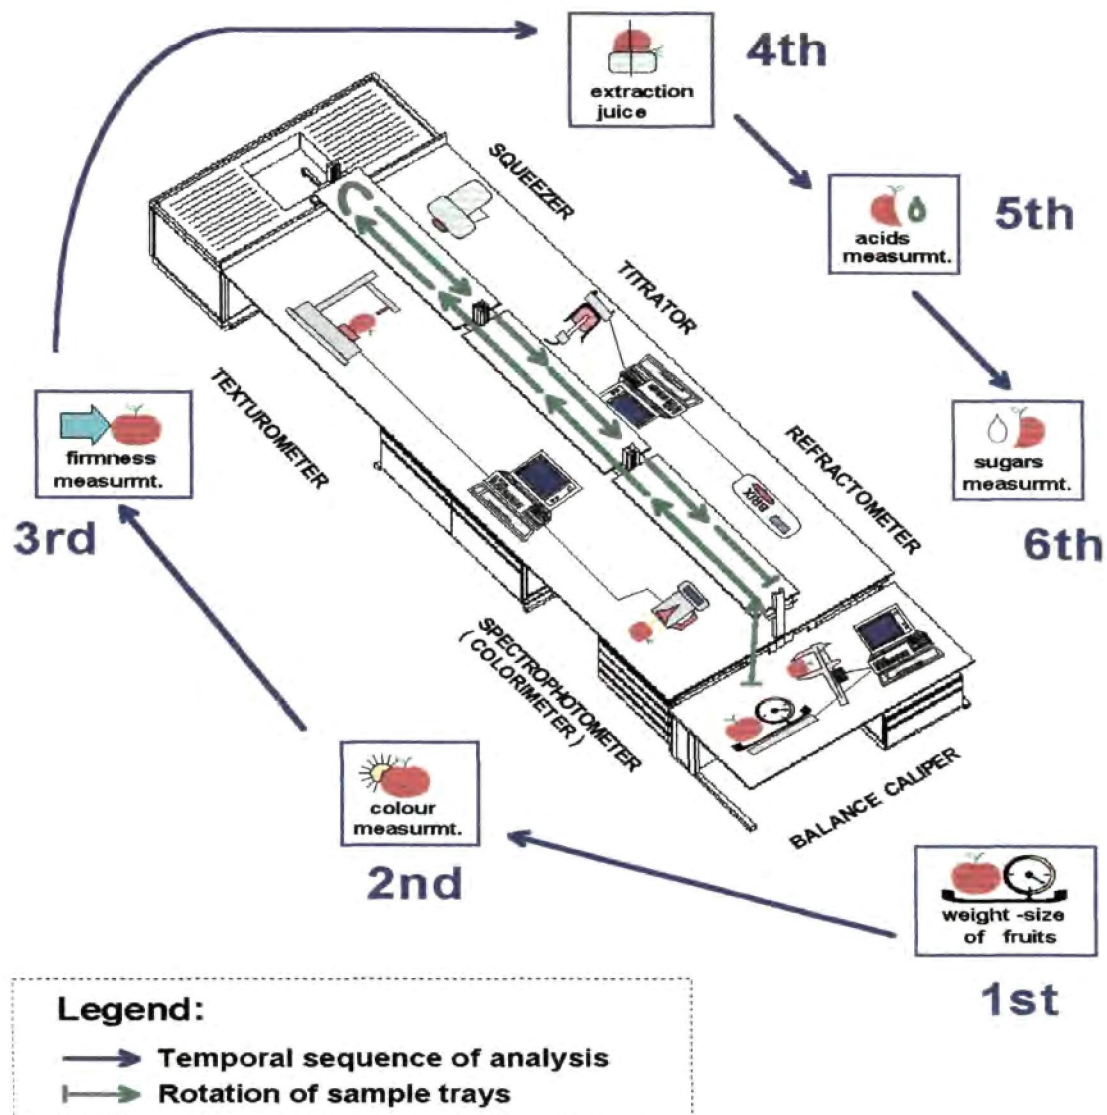 4th
extraction
juice
SQUEEZER
5th
acids
measurmt.
TITRATOR
6th
sugars
measurmt.
REFRACTOMETER
BRIX
TEXTUROMETER
firmness
measurmt.
3rd
SPECTROPHOTOMETER
( COLORIMETER )
colour
measurmt.
2nd
BALANCE CALIPER
weight -size
of fruits
1st
Legend:
Temporal sequence of analysis
Rotation of sample trays